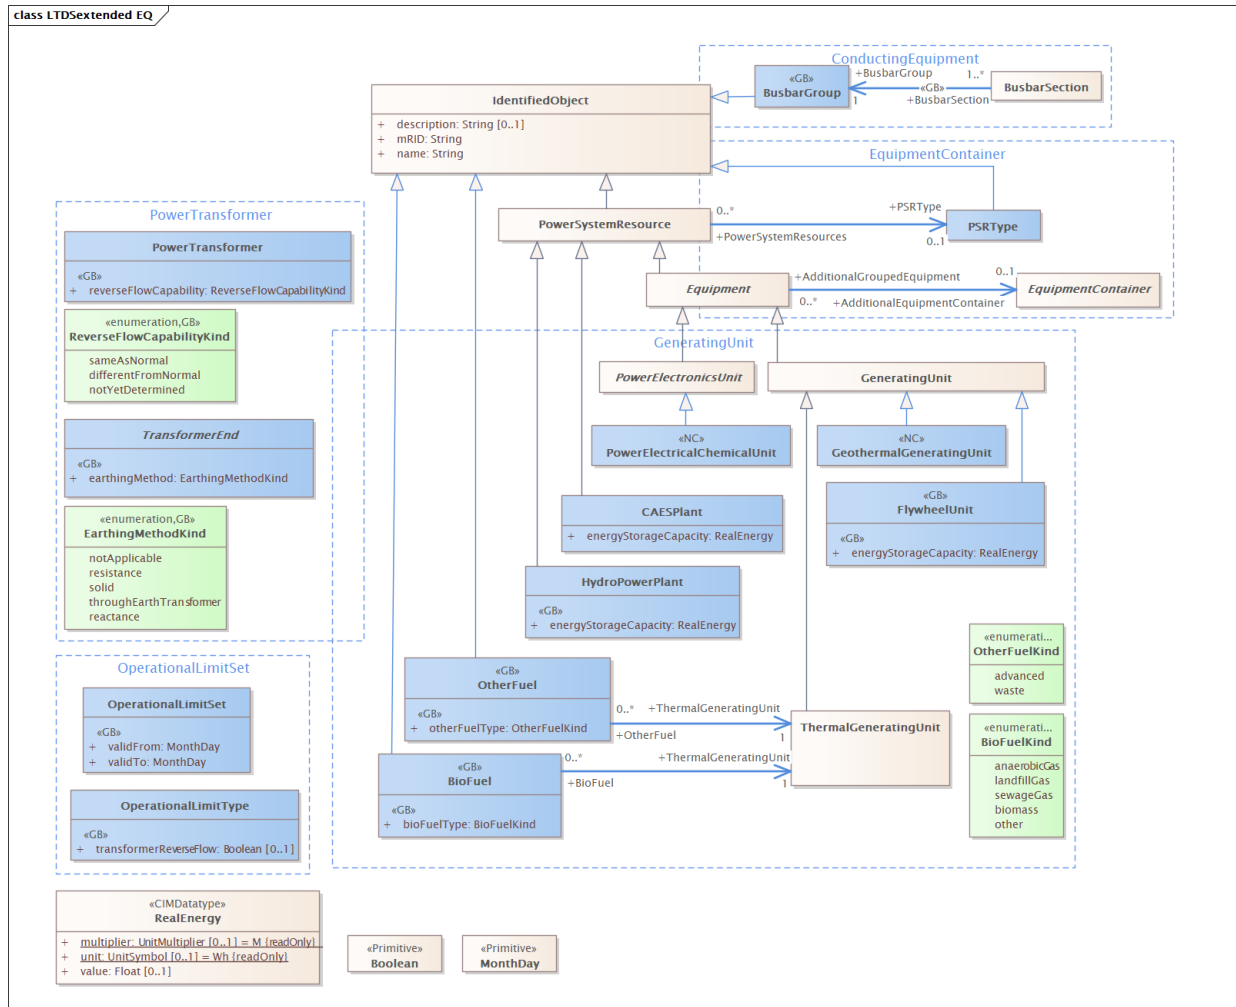 class LTDSextended EQ
ConductingEquipment
«GB»
BusbarGroup
+BusbarGroup
1..*
«GB»
1
+BusbarSection
BusbarSection
IdentifiedObject
+ description: String [0..1]
+ mRID: String
+ name: String
EquipmentContainer
PowerSystemResource
0..*
+PSRType
+PowerSystemResources
0..1
PSRType
Equipment
+AdditionalGroupedEquipment
0..1
0..*
+AdditionalEquipmentContainer
EquipmentContainer
PowerTransformer
PowerTransformer
«GB»
+ reverseFlowCapability: ReverseFlowCapabilityKind
«enumeration,GB»
ReverseFlowCapabilityKind
sameAsNormal
differentFromNormal
notYetDetermined
TransformerEnd
«GB»
+ earthingMethod: EarthingMethodKind
«enumeration,GB»
EarthingMethodKind
notApplicable
resistance
solid
throughEarthTransformer
reactance
GeneratingUnit
PowerElectronicsUnit
GeneratingUnit
«NC»
PowerElectricalChemicalUnit
«NC»
GeothermalGeneratingUnit
CAESPlant
+ energyStorageCapacity: RealEnergy
«GB»
FlywheelUnit
«GB»
+ energyStorageCapacity: RealEnergy
HydroPowerPlant
«GB»
+ energyStorageCapacity: RealEnergy
«GB»
OtherFuel
«GB»
+ otherFuelType: OtherFuelKind
0..*
+ThermalGeneratingUnit
+OtherFuel
1
ThermalGeneratingUnit
«GB»
BioFuel
«GB»
+ bioFuelType: BioFuelKind
0..*
+ThermalGeneratingUnit
+BioFuel
1
«enumerati...
OtherFuelKind
advanced
waste
«enumerati...
BioFuelKind
anaerobicGas
landfillGas
sewageGas
biomass
other
OperationalLimitSet
OperationalLimitSet
«GB»
+ validFrom: MonthDay
+ validTo: MonthDay
OperationalLimitType
«GB»
+ transformerReverseFlow: Boolean [0..1]
«CIMDatatype»
RealEnergy
+ multiplier: UnitMultiplier [0..1] = M {readOnly}
+ unit: UnitSymbol [0..1] = Wh {readOnly}
+ value: Float [0..1]
«Primitive»
Boolean
«Primitive»
MonthDay